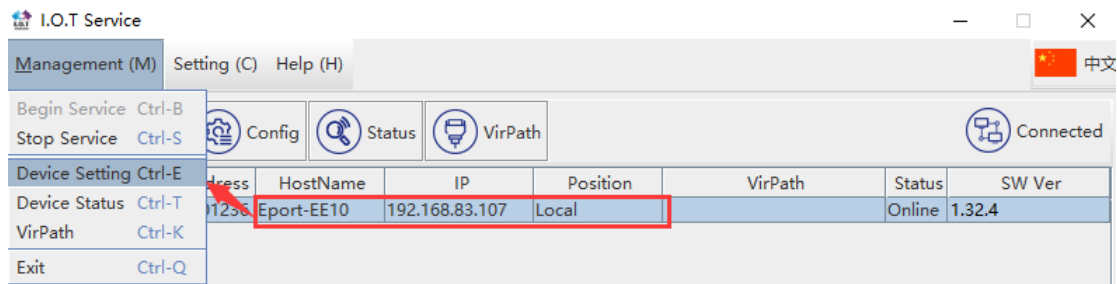 I.O.T Service
Management (M) Setting (C) Help (H) 中文
Begin Service Ctrl-B
Stop Service Ctrl-S
Config Status VirPath Connected
Device Setting Ctrl-E
Device Status Ctrl-T
VirPath Ctrl-K
Exit Ctrl-Q
HostName IP Position VirPath Status SW Ver
Eport-EE10 192.168.83.107 Local Online 1.32.4